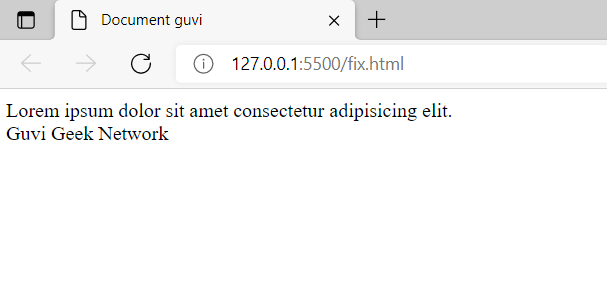 Document guvi
127.0.0.1:5500/fix.html
Lorem ipsum dolor sit amet consectetur adipisicing elit.
Guvi Geek Network